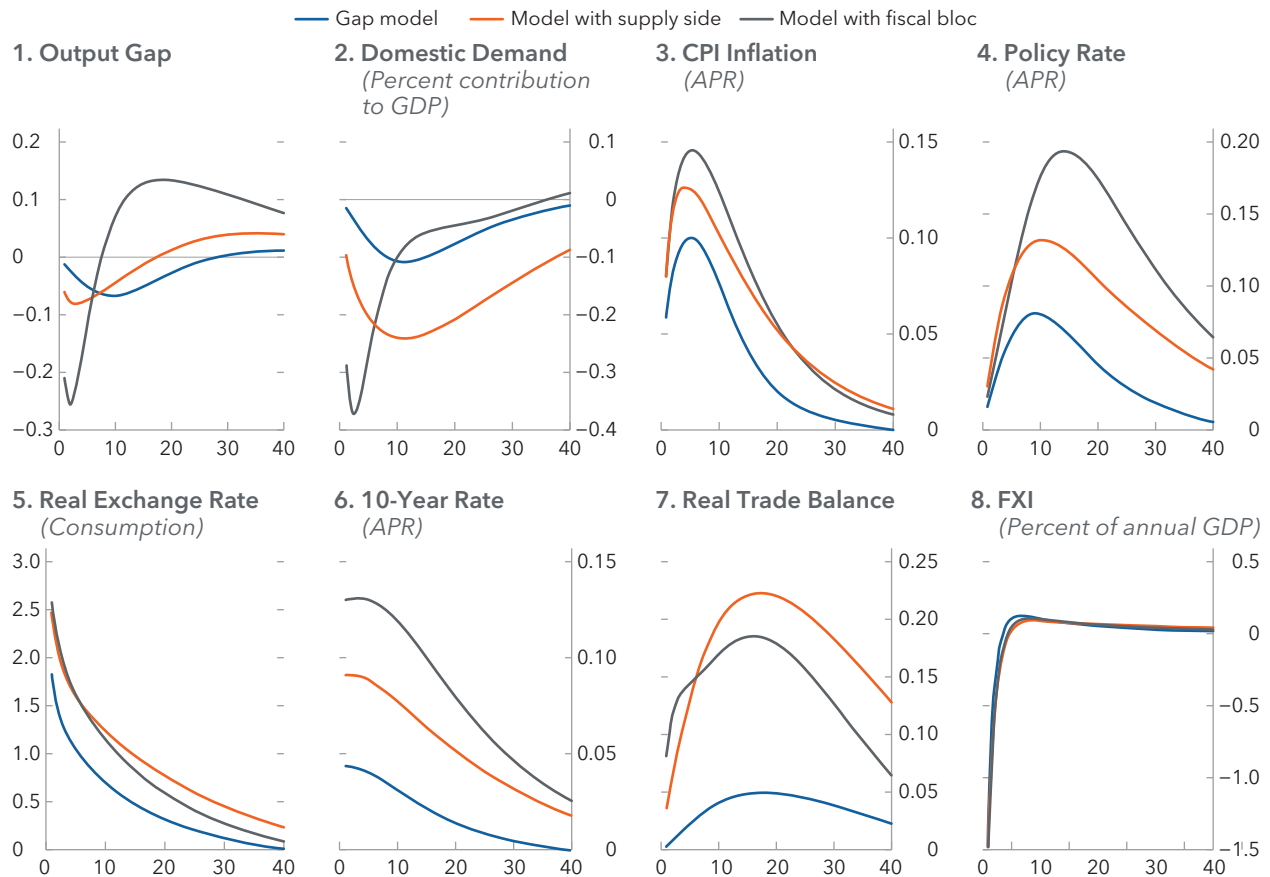 Gap model Model with supply side Model with fiscal bloc
1. Output Gap 2. Domestic Demand 3. CPI Inflation 4. Policy Rate
(Percent contribution (APR) (APR)
to GDP)
0.2 0.1 0.15 0.20
0.1 0 0.15
0 −0.1 0.10 0.10
−0.1 −0.2 0.05
−0.2 −0.3 0.05
−0.3 −0.4 0 0
0 10 20 30 40 0 10 20 30 40 0 10 20 30 40 0 10 20 30 40
5. Real Exchange Rate 6. 10-Year Rate 7. Real Trade Balance 8. FXI
(Consumption) (APR) (Percent of annual GDP)
3.0 0.15 0.25 0.5
2.5 0.20 0
2.0 0.10 0.15 −0.5
1.5 0.10
1.0 0.05 −1.0
0.5 0.05
0 0 0 −1.5
0 10 20 30 40 0 10 20 30 40 0 10 20 30 40 0 10 20 30 40